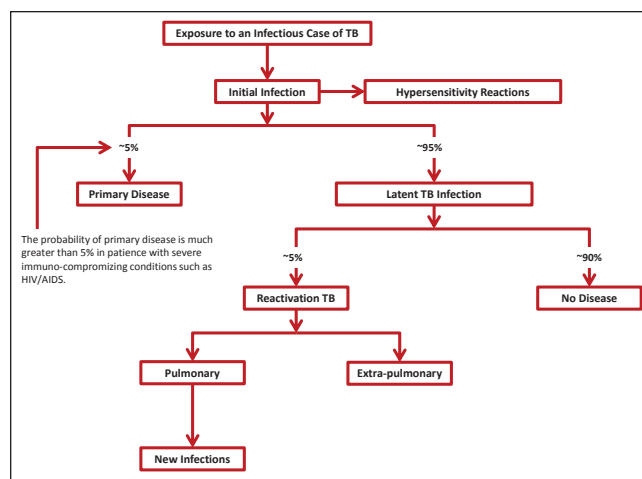 Exposure to an Infectious Case of TB
Initial Infection
Hypersensitivity Reactions
~5%
~95%
Primary Disease
Latent TB Infection
The probability of primary disease is much
greater than 5% in patience with severe
immuno-compromizing conditions such as
HIV/AIDS.
~5%
~90%
Reactivation TB
No Disease
Pulmonary
Extra-pulmonary
New Infections